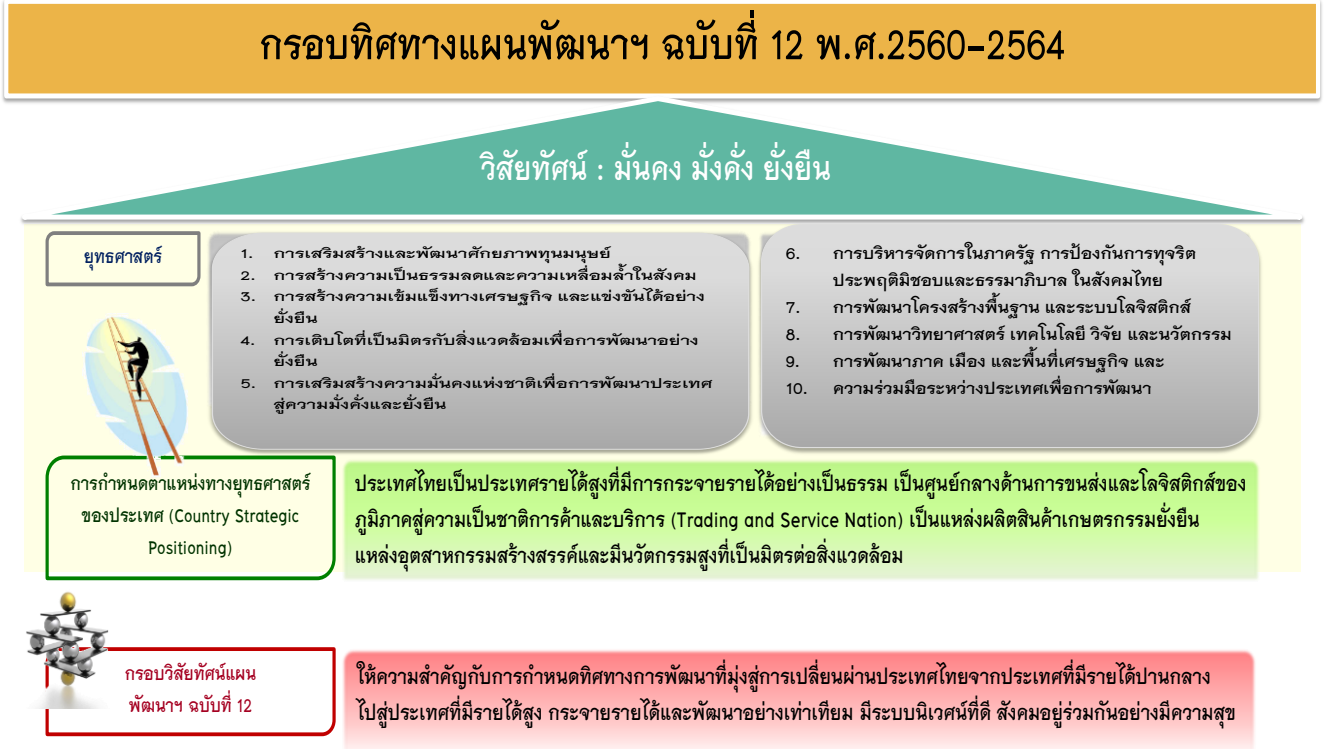 กรอบทิศทางแผนพัฒนาฯ ฉบับที่ 12 พ.ศ.2560-2564
วิสัยทัศน์ : มั่นคง มั่งคั่ง ยั่งยืน
ยุทธศาสตร์
1. การเสริมสร้างและพัฒนาศักยภาพทุนมนุษย์
2. การสร้างความเป็นธรรมลดและความเหลื่อมล้ำในสังคม
3. การสร้างความเข้มแข็งทางเศรษฐกิจ และแข่งขันได้อย่าง
ยั่งยืน
4. การเติบโตที่เป็นมิตรกับสิ่งแวดล้อมเพื่อการพัฒนาอย่าง
ยั่งยืน
5. การเสริมสร้างความมั่นคงแห่งชาติเพื่อการพัฒนาประเทศ
สู่ความมั่งคั่งและยั่งยืน
6. การบริหารจัดการในภาครัฐ การป้องกันการทุจริต
ประพฤติมิชอบและธรรมาภิบาล ในสังคมไทย
7. การพัฒนาโครงสร้างพื้นฐาน และระบบโลจิสติกส์
8. การพัฒนาวิทยาศาสตร์ เทคโนโลยี วิจัย และนวัตกรรม
9. การพัฒนาภาค เมือง และพื้นที่เศรษฐกิจ และ
10. ความร่วมมือระหว่างประเทศเพื่อการพัฒนา
การกำหนดตำแหน่งทางยุทธศาสตร์
ของประเทศ (Country Strategic
Positioning)
ประเทศไทยเป็นประเทศรายได้สูงที่มีการกระจายรายได้อย่างเป็นธรรม เป็นศูนย์กลางด้านการขนส่งและโลจิสติกส์ของ
ภูมิภาคสู่ความเป็นชาติการค้าและบริการ (Trading and Service Nation) เป็นแหล่งผลิตสินค้าเกษตรกรรมยั่งยืน
แหล่งอุตสาหกรรมสร้างสรรค์และมีนวัตกรรมสูงที่เป็นมิตรต่อสิ่งแวดล้อม
กรอบวิสัยทัศน์แผน
พัฒนาฯ ฉบับที่ 12
ให้ความสำคัญกับการกำหนดทิศทางการพัฒนาที่มุ่งสู่การเปลี่ยนผ่านประเทศไทยจากประเทศที่มีรายได้ปานกลาง
ไปสู่ประเทศที่มีรายได้สูง กระจายรายได้และพัฒนาอย่างเท่าเทียม มีระบบนิเวศน์ที่ดี สังคมอยู่ร่วมกันอย่างมีความสุข